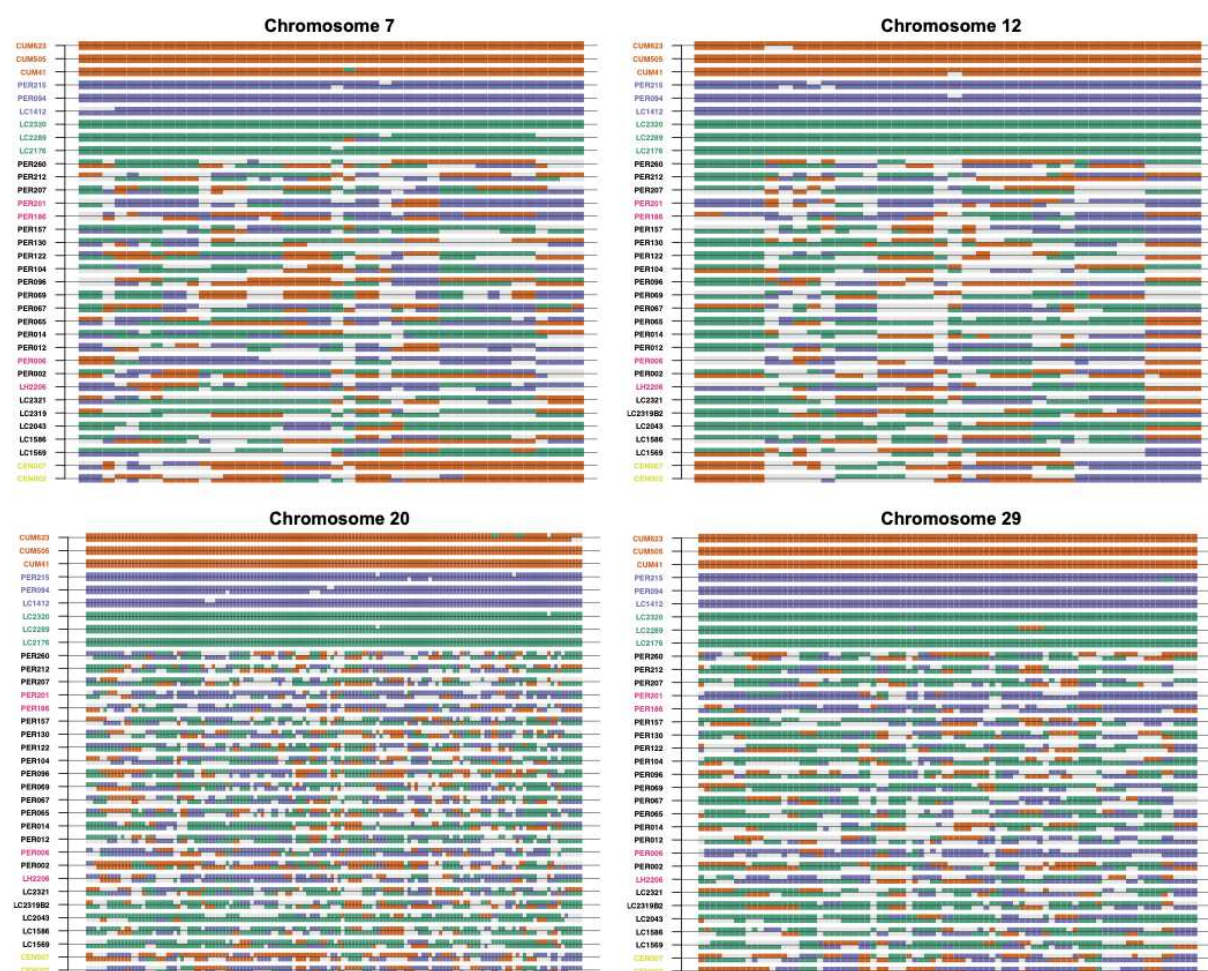 Chromosome 7
CUM623
CUM505
CUM41
PER215
PER094
LC1412
LC2320
LC2289
LC2176
PER260
PER212
PER207
PER201
PER186
PER157
PER130
PER122
PER104
PER096
PER069
PER067
PER065
PER014
PER012
PER006
PER002
LH2206
LC2321
LC2319
LC2043
LC1586
LC1569
CEN007
CEN002
Chromosome 12
CUM623
CUM505
CUM41
PER215
PER094
LC1412
LC2320
LC2289
LC2176
PER260
PER212
PER207
PER201
PER186
PER157
PER130
PER122
PER104
PER096
PER069
PER067
PER065
PER014
PER012
PER006
PER002
LH2206
LC2321
LC2319B2
LC2043
LC1586
LC1569
CEN007
CEN002
Chromosome 20
CUM623
CUM505
CUM41
PER215
PER094
LC1412
LC2320
LC2289
LC2176
PER260
PER212
PER207
PER201
PER186
PER157
PER130
PER122
PER104
PER096
PER069
PER067
PER065
PER014
PER012
PER006
PER002
LH2206
LC2321
LC2319B2
LC2043
LC1586
LC1569
CEN007
Chromosome 29
CUM623
CUM505
CUM41
PER215
PER094
LC1412
LC2320
LC2289
LC2176
PER260
PER212
PER207
PER201
PER186
PER157
PER130
PER122
PER104
PER096
PER069
PER067
PER065
PER014
PER012
PER006
PER002
LH2206
LC2321
LC2319B2
LC2043
LC1586
LC1569
CEN007